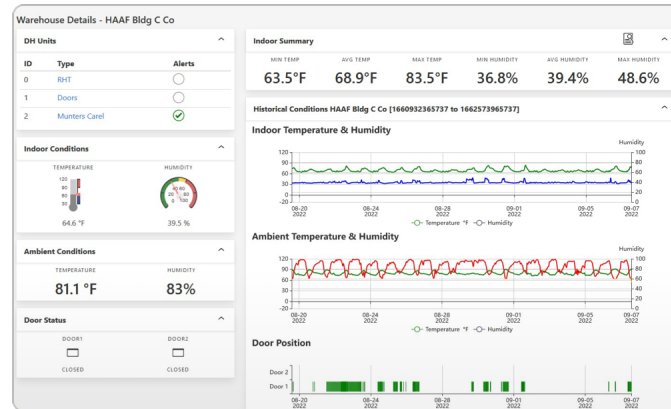 Warehouse Details - HAAF Bldg C Co
DH Units
ID Type Alerts
0 RHT
1 Doors
2 Munters Carel
Indoor Conditions
TEMPERATURE HUMIDITY
64.6 °F 39.5 %
Ambient Conditions
TEMPERATURE HUMIDITY
81.1 °F 83%
Door Status
DOOR1 DOOR2
CLOSED CLOSED
Indoor Summary
MIN TEMP AVG TEMP MAX TEMP MIN HUMIDITY AVG HUMIDITY MAX HUMIDITY
63.5°F 68.9°F 83.5°F 36.8% 39.4% 48.6%
Historical Conditions HAAF Bldg C Co [1660932365737 to 1662573965737]
Indoor Temperature & Humidity
Humidity
120 100
90 80
60 60
30 40
0 20
-20 0
08-20 08-24 08-28 09-01 09-05 09-07
2022 2022 2022 2022 2022 2022
Temperature °F Humidity
Ambient Temperature & Humidity
Humidity
120 100
90 80
60 60
30 40
0 20
-20 0
08-20 08-24 08-28 09-01 09-05 09-07
2022 2022 2022 2022 2022 2022
Temperature °F Humidity
Door Position
Door 2
Door 1
08-20 08-24 08-28 09-01 09-05 09-07
2022 2022 2022 2022 2022 2022